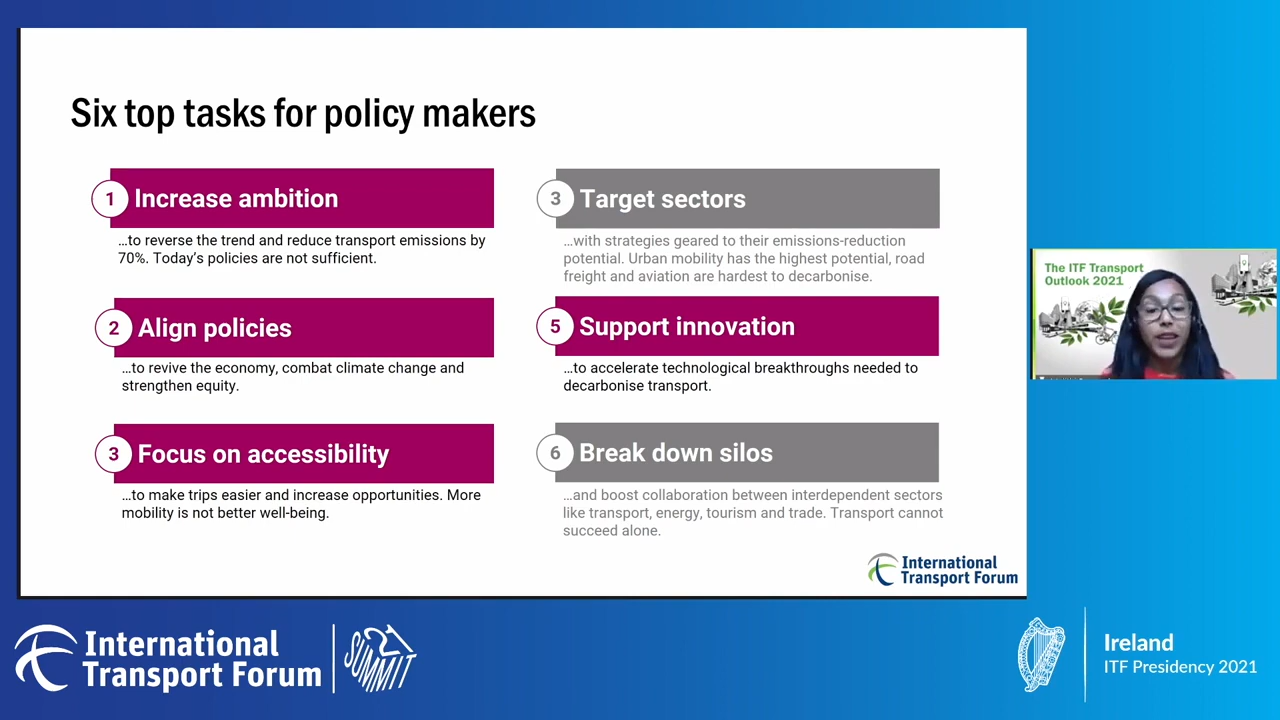 Six top tasks for policy makers
1 Increase ambition
...to reverse the trend and reduce transport emissions by
70%. Today's policies are not sufficient.
2 Align policies
...to revive the economy, combat climate change and
strengthen equity.
3 Focus on accessibility
...to make trips easier and increase opportunities. More
mobility is not better well-being.
3 Target sectors
...with strategies geared to their emissions-reduction
potential. Urban mobility has the highest potential, road
freight and aviation are hardest to decarbonise.
5 Support innovation
...to accelerate technological breakthroughs needed to
decarbonise transport.
6 Break down silos
...and boost collaboration between interdependent sectors
like transport, energy, tourism and trade. Transport cannot
succeed alone.
International
Transport Forum
The ITF Transport
Outlook 2021
International
Transport Forum
SUMMIT
Ireland
ITF Presidency 2021